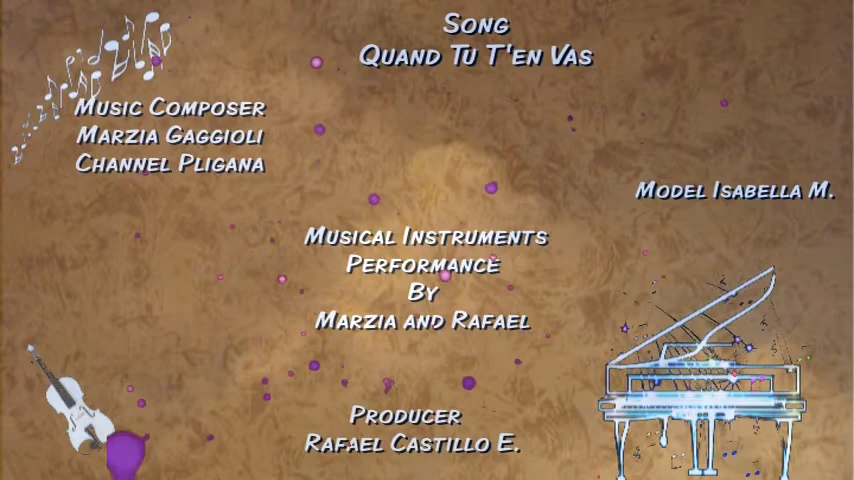 Song
Quand Tu T'en Vas
Music Composer
Marzia Gaggioli
Channel Pligana
Model Isabella M.
Musical Instruments
Performance
By
Marzia and Rafael
Producer
Rafael Castillo E.